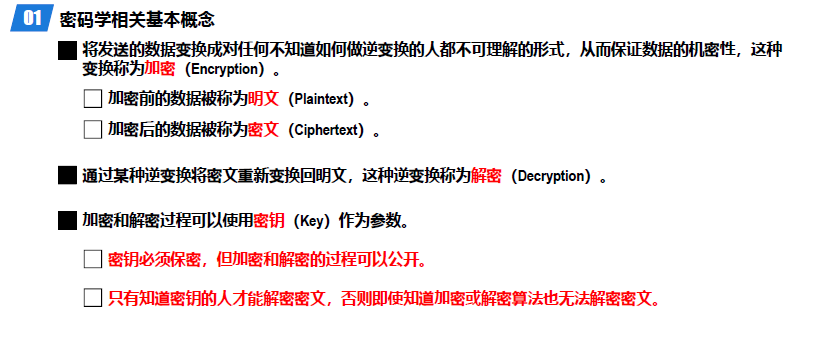 01 密码学相关基本概念
将发送的数据变换成对任何不知道如何做逆变换的人都不可理解的形式，从而保证数据的机密性，这种
变换称为加密（Encryption）。
加密前的数据被称为明文（Plaintext）。
加密后的数据被称为密文（Ciphertext）。
通过某种逆变换将密文重新变换回明文，这种逆变换称为解密（Decryption）。
加密和解密过程可以使用密钥（Key）作为参数。
密钥必须保密，但加密和解密的过程可以公开。
只有知道密钥的人才能解密密文，否则即使知道加密或解密算法也无法解密密文。